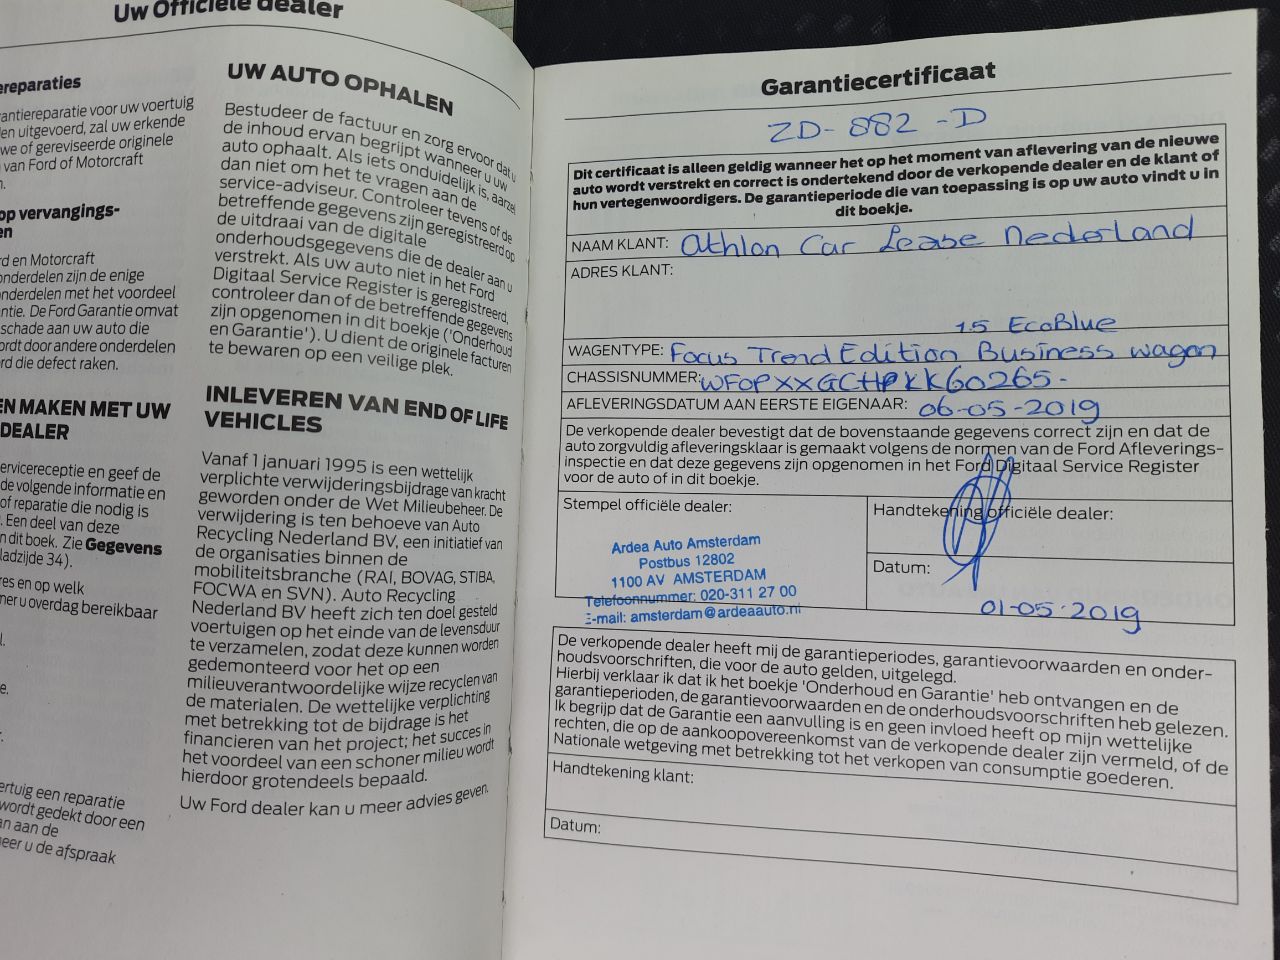 Uw Officiële dealer
ereparaties
rantiereparatie voor uw voertuig
den uitgevoerd, zal uw erkende
we of gereviseerde originele
van Ford of Motorcraft
n.
op vervangings-
en
rd en Motorcraft
onderdelen zijn de enige
onderdelen met het voordeel
ntie. De Ford Garantie omvat
schade aan uw auto die
ordt door andere onderdelen
rd die defect raken.
EN MAKEN MET UW
DEALER
ervicereceptie en geef de
de volgende informatie en
of reparatie die nodig is
. Een deel van deze
n dit boek. Zie Gegevens
ladzijde 34).
res en op welk
mer u overdag bereikbaar
l.
e.
r.
ertuig een reparatie
wordt gedekt door een
an aan de
neer u de afspraak
UW AUTO OPHALEN
Bestudeer de factuur en zorg ervoor dat u
de inhoud ervan begrijpt wanneer u uw
auto ophaalt. Als iets onduidelijk is, aarzel
dan niet om het te vragen aan de
service-adviseur. Controleer tevens of de
betreffende gegevens zijn geregistreerd op
de uitdraai van de digitale
onderhoudsgegevens die de dealer aan u
verstrekt. Als uw auto niet in het Ford
Digitaal Service Register is geregistreerd,
controleer dan of de betreffende gegevens
zijn opgenomen in dit boekje ('Onderhoud
en Garantie'). U dient de originele facturen
te bewaren op een veilige plek.
INLEVEREN VAN END OF LIFE
VEHICLES
Vanaf 1 januari 1995 is een wettelijk
verplichte verwijderingsbijdrage van kracht
geworden onder de Wet Milieubeheer. De
verwijdering is ten behoeve van Auto
Recycling Nederland BV, een initiatief van
de organisaties binnen de
mobiliteitsbranche (RAI, BOVAG, STIBA,
FOCWA en SVN). Auto Recycling
Nederland BV heeft zich ten doel gesteld
voertuigen op het einde van de levensduur
te verzamelen, zodat deze kunnen worden
gedemonteerd voor het op een
milieuverantwoordelijke wijze recyclen van
de materialen. De wettelijke verplichting
met betrekking tot de bijdrage is het
financieren van het project; het succes in
het voordeel van een schoner milieu wordt
hierdoor grotendeels bepaald.
Uw Ford dealer kan u meer advies geven.
Garantiecertificaat
ZD-882-D
Dit certificaat is alleen geldig wanneer het op het moment van aflevering van de nieuwe
auto wordt verstrekt en correct is ondertekend door de verkopende dealer en de klant of
hun vertegenwoordigers. De garantieperiode die van toepassing is op uw auto vindt u in
dit boekje.
NAAM KLANT: Athlon Car Lease Nederland
ADRES KLANT:
1.5 EcoBlue
WAGENTYPE: Focus Trend Edition Business wagon
CHASSISNUMMER: WF0PXXGCHPKK60265-
AFLEVERINGSDATUM AAN EERSTE EIGENAAR: 06-05-2019
De verkopende dealer bevestigt dat de bovenstaande gegevens correct zijn en dat de
auto zorgvuldig afleveringsklaar is gemaakt volgens de normen van de Ford Afleverings-
inspectie en dat deze gegevens zijn opgenomen in het Ford Digitaal Service Register
voor de auto of in dit boekje.
Stempel officiële dealer:
Ardea Auto Amsterdam
Postbus 12802
1100 AV AMSTERDAM
Telefoonnummer: 020-311 27 00
E-mail: amsterdam@ardeaauto.nl
Handtekening officiële dealer:
Datum:
01-05-2019
De verkopende dealer heeft mij de garantieperiodes, garantievoorwaarden en onder-
houdsvoorschriften, die voor de auto gelden, uitgelegd.
Hierbij verklaar ik dat ik het boekje 'Onderhoud en Garantie' heb ontvangen en de
garantieperioden, de garantievoorwaarden en de onderhoudsvoorschriften heb gelezen.
Ik begrijp dat de Garantie een aanvulling is en geen invloed heeft op mijn wettelijke
rechten, die op de aankoopovereenkomst van de verkopende dealer zijn vermeld, of de
Nationale wetgeving met betrekking tot het verkopen van consumptie goederen.
Handtekening klant:
Datum: